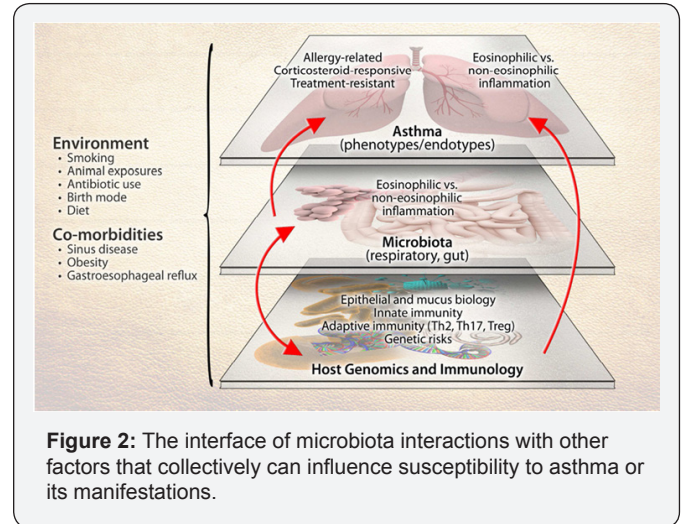 Environment
• Smoking
• Animal exposures
• Antibiotic use
• Birth mode
• Diet
Co-morbidities
• Sinus disease
• Obesity
• Gastroesophageal reflux
Allergy-related
Corticosteroid-responsive
Treatment-resistant
Eosinophilic vs.
non-eosinophilic
inflammation
Asthma
(phenotypes/endotypes)
Eosinophilic vs.
non-eosinophilic
inflammation
Microbiota
(respiratory, gut)
Epithelial and mucus biology
Innate immunity
Adaptive immunity (Th2, Th17, Treg)
Genetic risks
Host Genomics and Immunology
Figure 2: The interface of microbiota interactions with other
factors that collectively can influence susceptibility to asthma or
its manifestations.